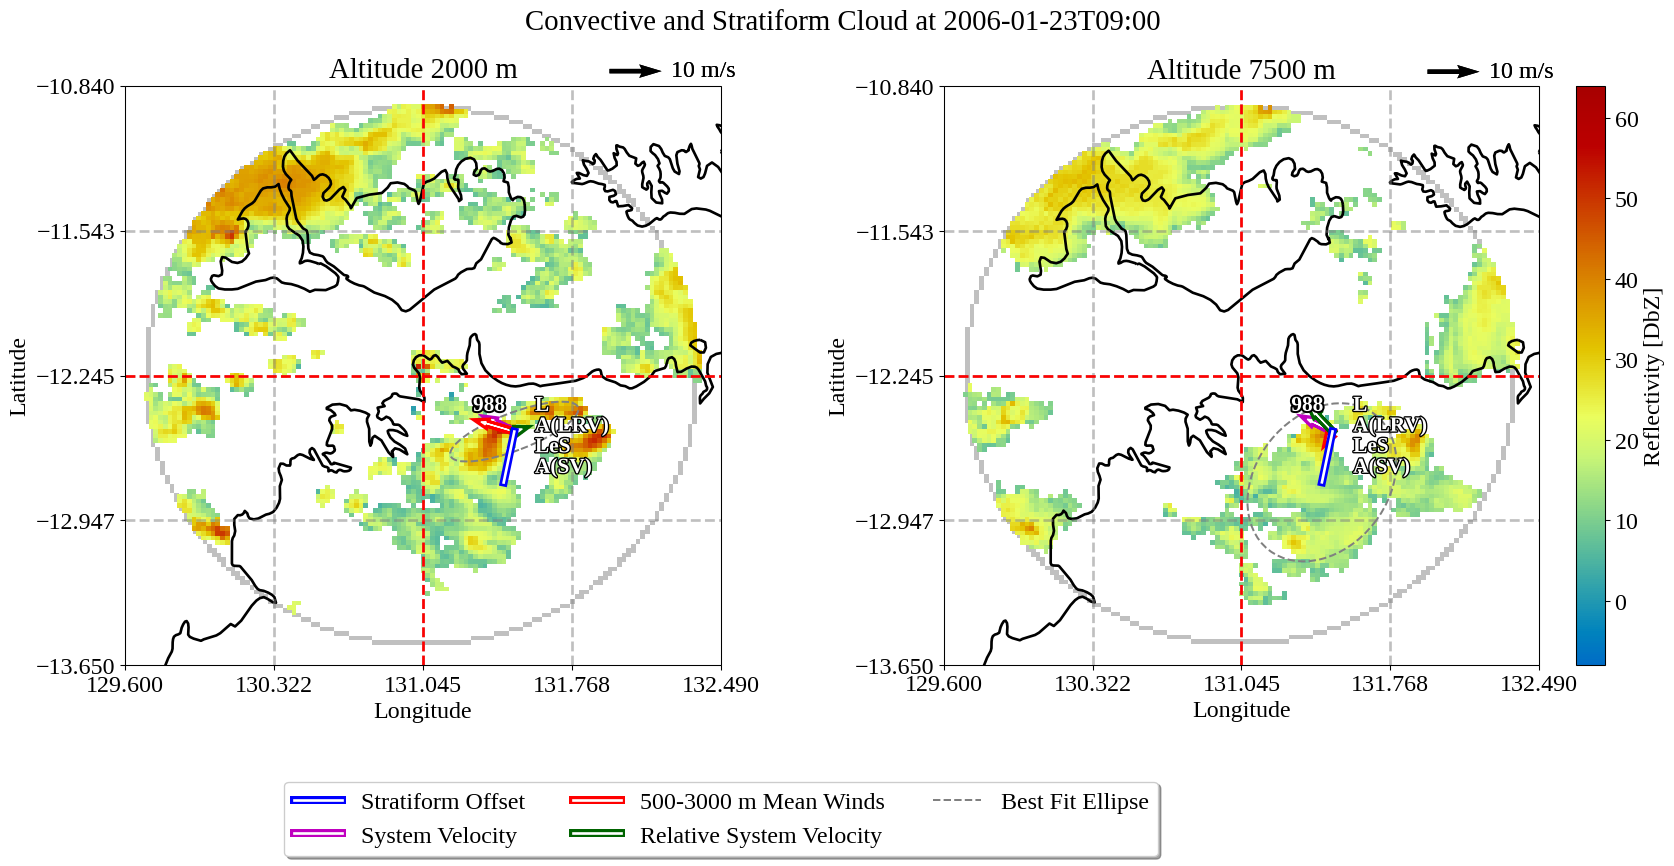 Convective and Stratiform Cloud at 2006-01-23T09:00
Altitude 2000 m
10 m/s
−10.840
−11.543
−12.245
−12.947
−13.650
Latitude
129.600
130.322
131.045
131.768
132.490
Longitude
988
L
A(LRV)
LeS
A(SV)
Altitude 7500 m
10 m/s
−10.840
−11.543
−12.245
−12.947
−13.650
Latitude
129.600
130.322
131.045
131.768
132.490
Longitude
988
L
A(LRV)
LeS
A(SV)
60
50
40
30
20
10
0
Reflectivity [DbZ]
Stratiform Offset
System Velocity
500-3000 m Mean Winds
Relative System Velocity
Best Fit Ellipse